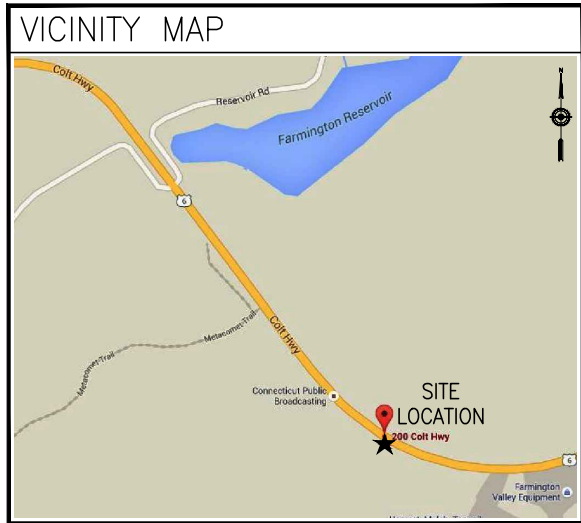 VICINITY MAP
Colt Hwy
Reservoir Rd
Farmington Reservoir
N
6
Metacomet Trail
Metacomet Trail
Colt Hwy
Connecticut Public
Broadcasting
SITE
LOCATION
200 Colt Hwy
6
Farmington
Valley Equipment